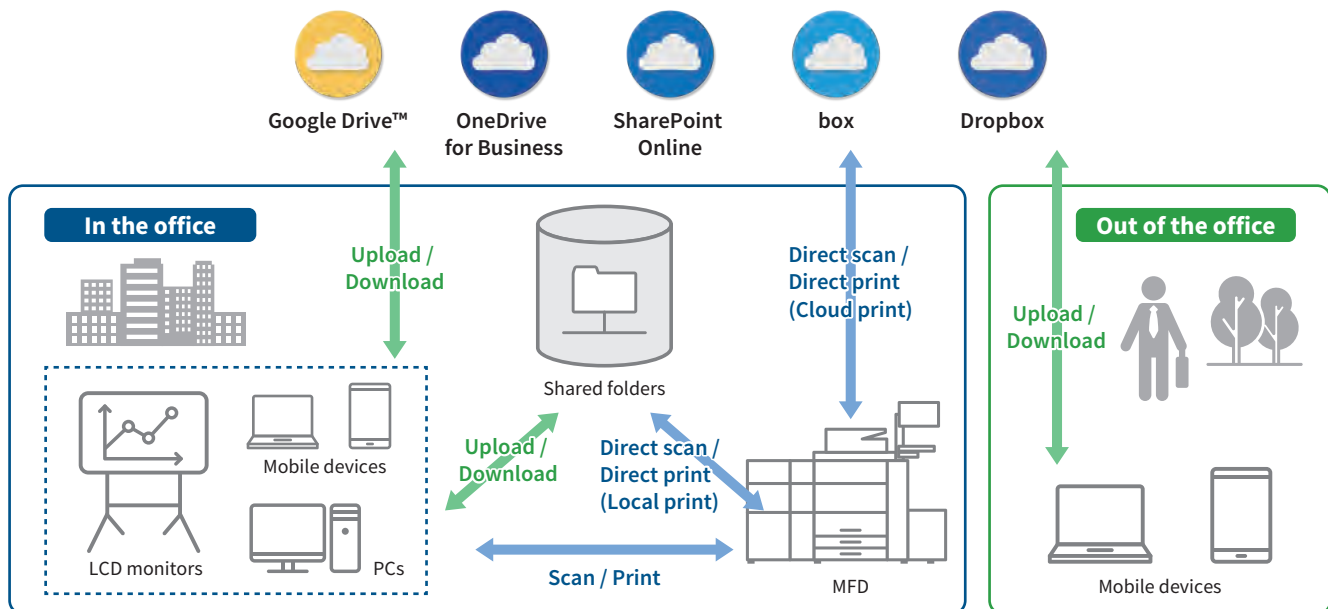 Google Drive™
OneDrive
for Business
SharePoint
Online
box
Dropbox
In the office
Upload /
Download
Direct scan /
Direct print
(Cloud print)
Out of the office
Upload /
Download
Shared folders
Mobile devices
Upload /
Download
Direct scan /
Direct print
(Local print)
LCD monitors
PCs
Scan / Print
MFD
Mobile devices